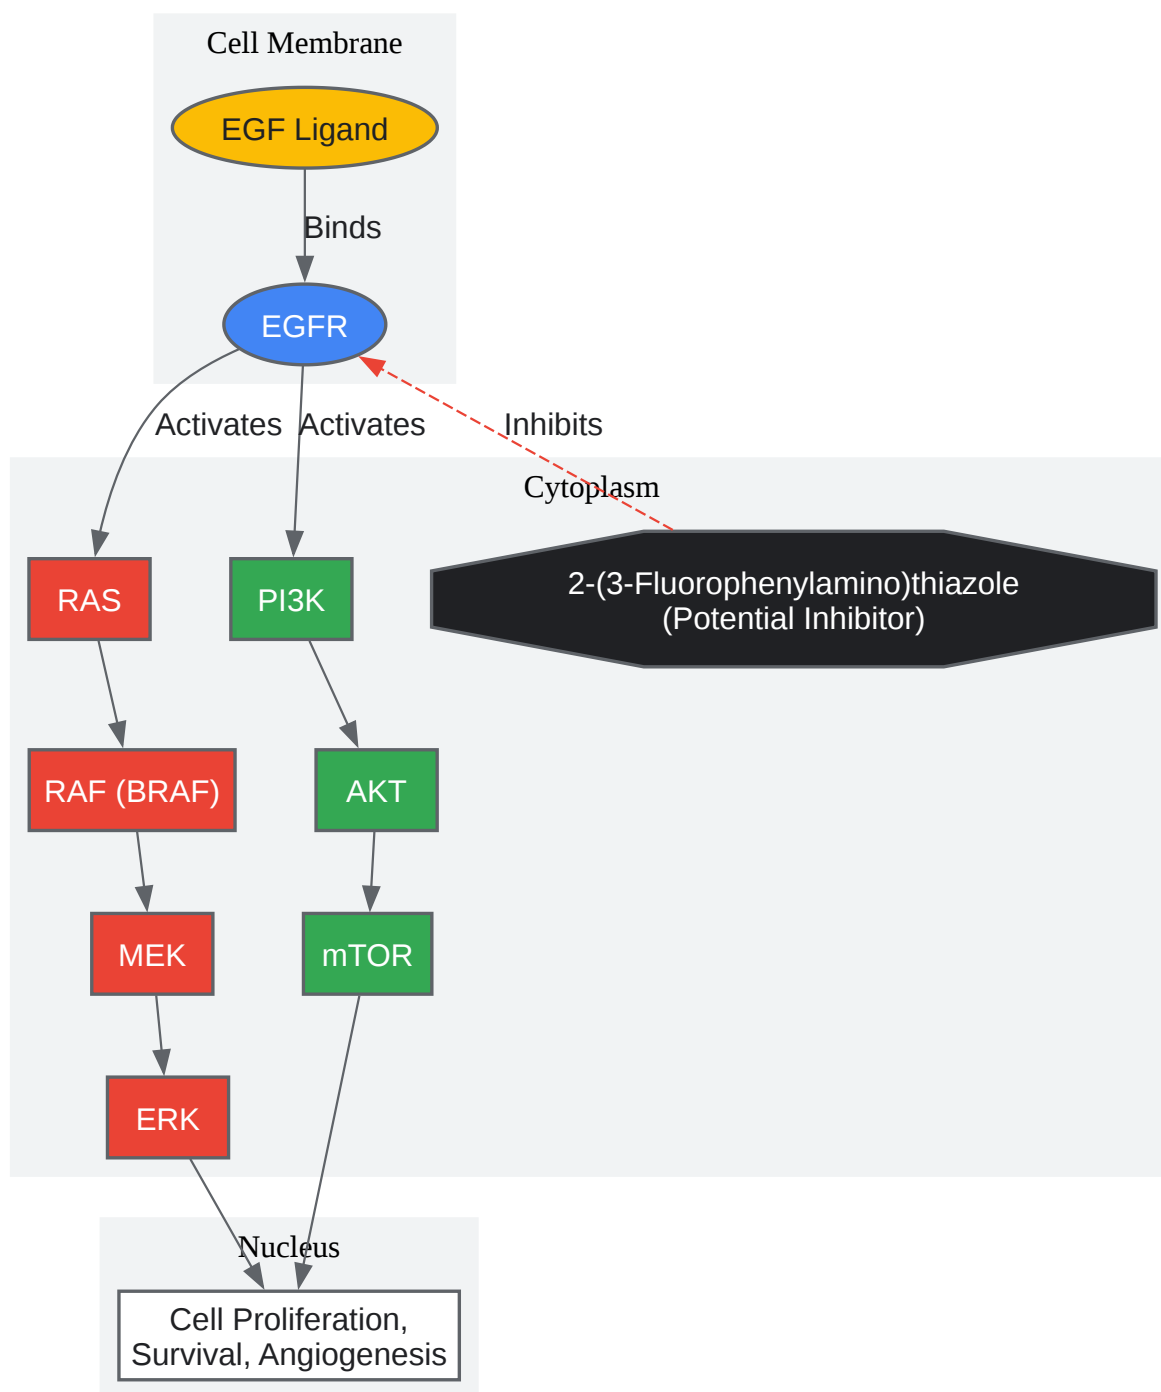 Cell Membrane
EGF Ligand
Binds
EGFR
Activates
Activates
Inhibits
Cytoplasm
RAS
PI3K
2-(3-Fluorophenylamino)thiazole
(Potential Inhibitor)
RAF (BRAF)
AKT
MEK
mTOR
ERK
Nucleus
Cell Proliferation,
Survival, Angiogenesis